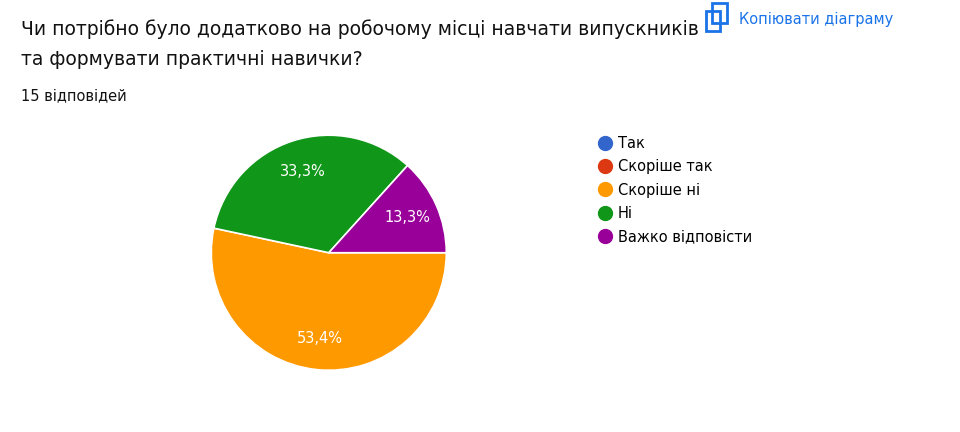 Чи потрібно було додатково на робочому місці навчати випускників
та формувати практичні навички?
Копіювати діаграму
15 відповідей
33,3%
13,3%
53,4%
Так
Скоріше так
Скоріше ні
Ні
Важко відповісти